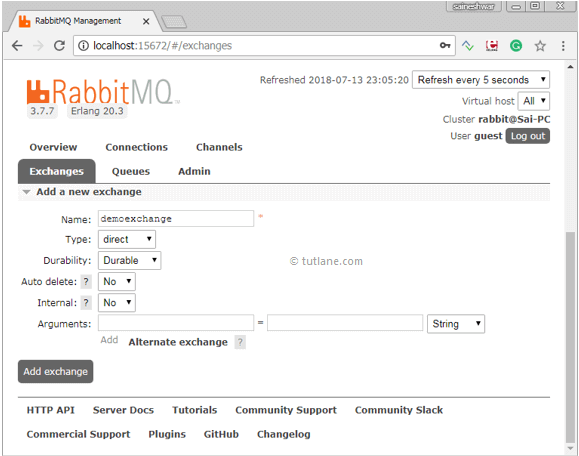 saineshwar
RabbitMQ Management
localhost:15672/#/exchanges
Refreshed 2018-07-13 23:05:20 Refresh every 5 seconds
RabbitMQ
TM
3.7.7 Erlang 20.3
Virtual host All
Cluster rabbit@Sai-PC
User guest Log out
Overview Connections Channels
Exchanges Queues Admin
Add a new exchange
Name: demoexchange *
Type: direct
Durability: Durable
© tutlane.com
Auto delete: ? No
Internal: ? No
Arguments: = String
Add Alternate exchange ?
Add exchange
HTTP API Server Docs Tutorials Community Support Community Slack
Commercial Support Plugins GitHub Changelog